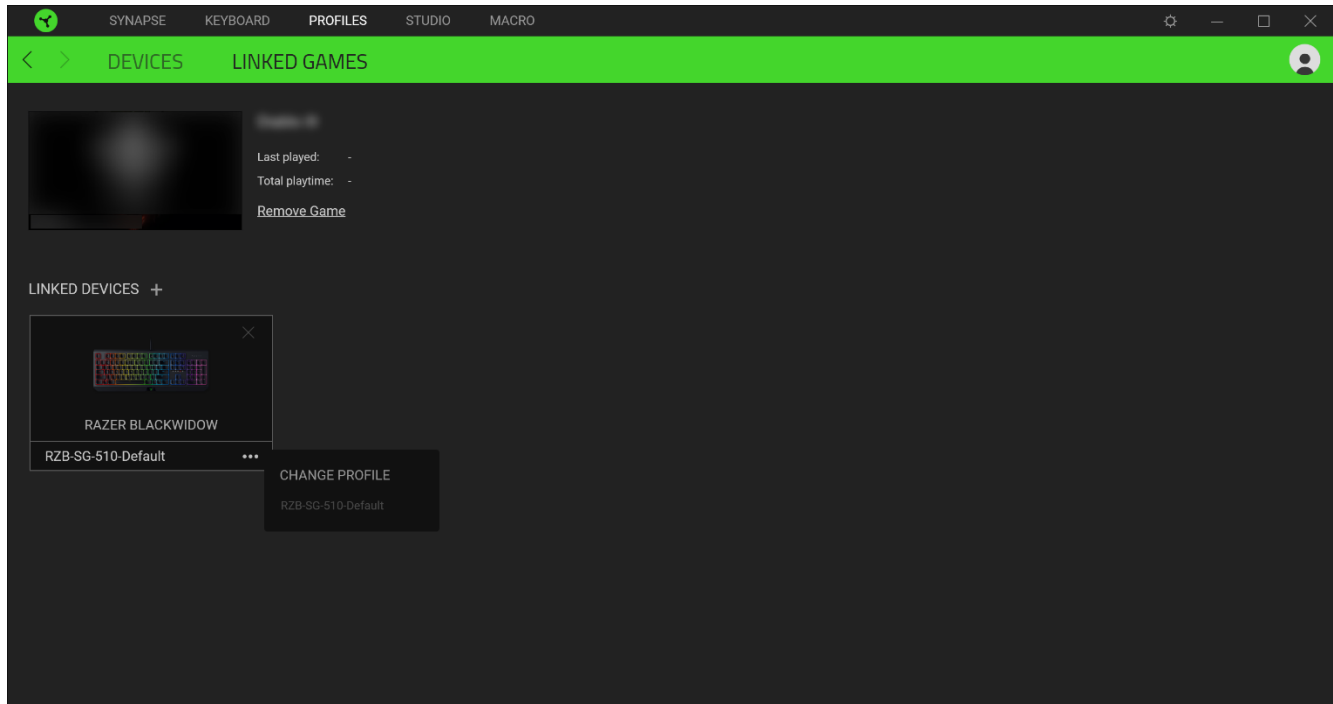 SYNAPSE KEYBOARD PROFILES STUDIO MACRO
DEVICES LINKED GAMES
Last played: -
Total playtime: -
Remove Game
LINKED DEVICES +
RAZER BLACKWIDOW
RZB-SG-510-Default •••
CHANGE PROFILE
RZB-SG-510-Default